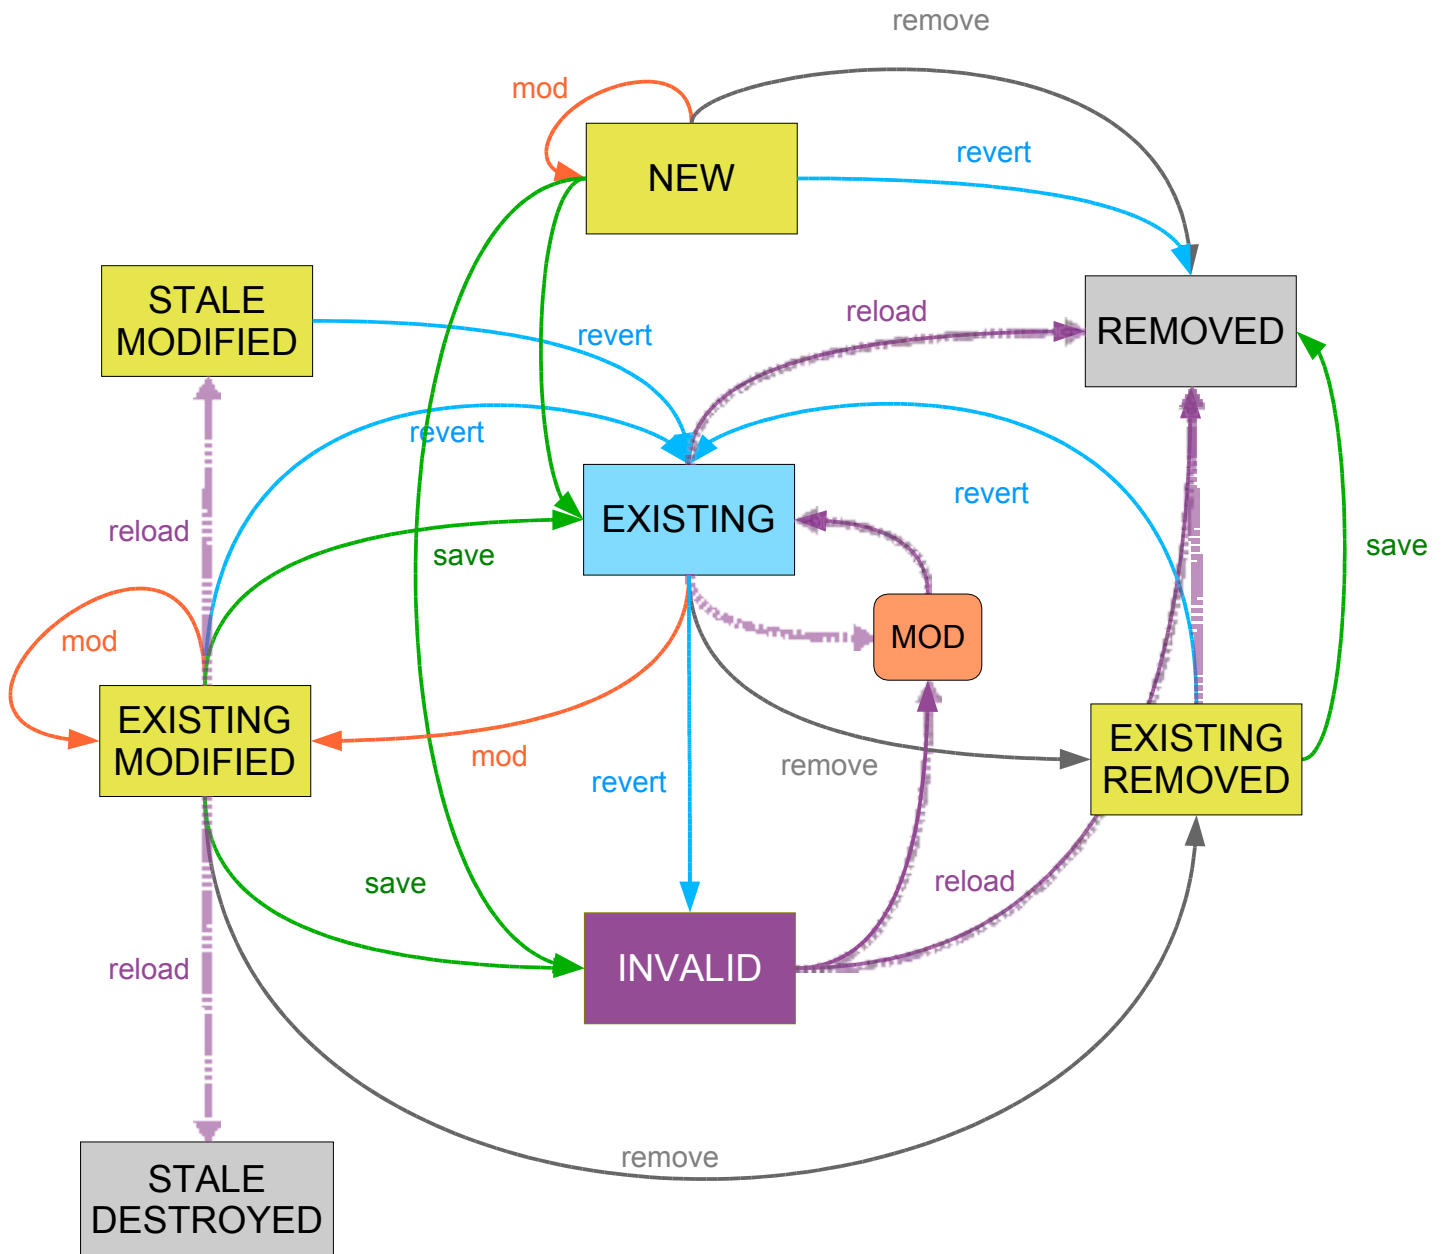 remove
mod
revert
NEW
STALE
MODIFIED
reload
REMOVED
revert
revert
revert
EXISTING
reload
save
save
mod
MOD
EXISTING
MODIFIED
EXISTING
REMOVED
mod
remove
revert
save
reload
INVALID
reload
remove
STALE
DESTROYED